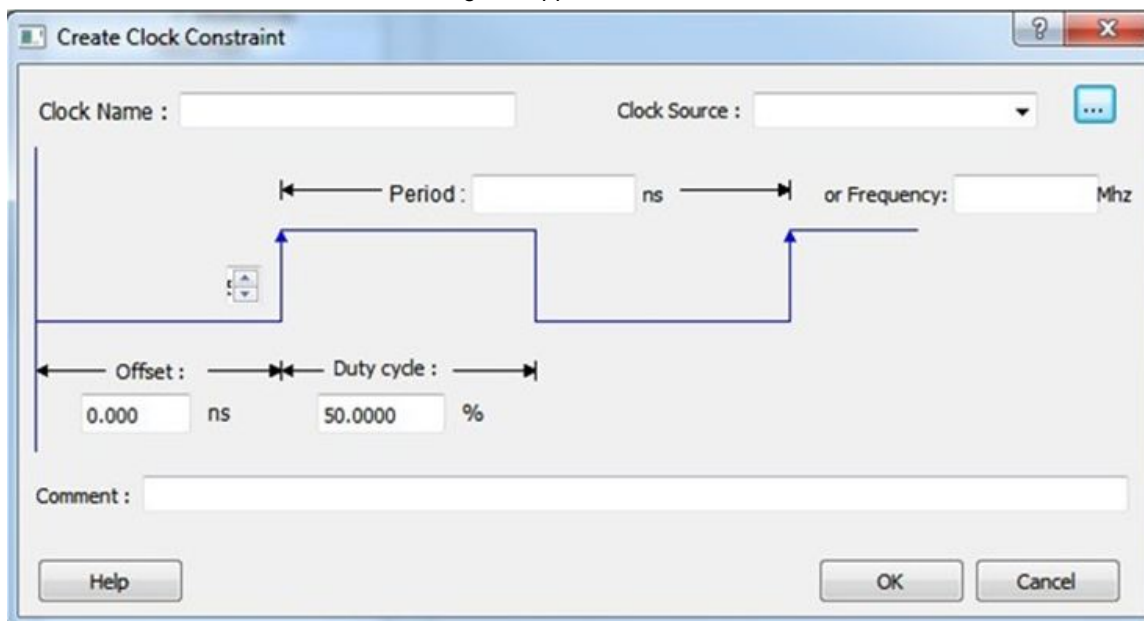 Create Clock Constraint
Clock Name :
Clock Source :
...
Period :
ns
or Frequency:
Mhz
Offset :
Duty cycle :
0.000
ns
50.0000
%
Comment :
Help
OK
Cancel